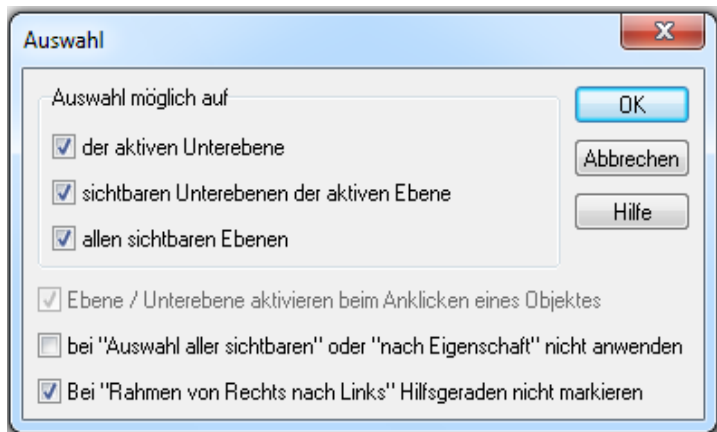 Auswahl
Auswahl möglich auf
der aktiven Unterebene
sichtbaren Unterebenen der aktiven Ebene
allen sichtbaren Ebenen
OK
Abbrechen
Hilfe
Ebene / Unterebene aktivieren beim Anklicken eines Objektes
bei "Auswahl aller sichtbaren" oder "nach Eigenschaft" nicht anwenden
Bei "Rahmen von Rechts nach Links" Hilfsgeraden nicht markieren